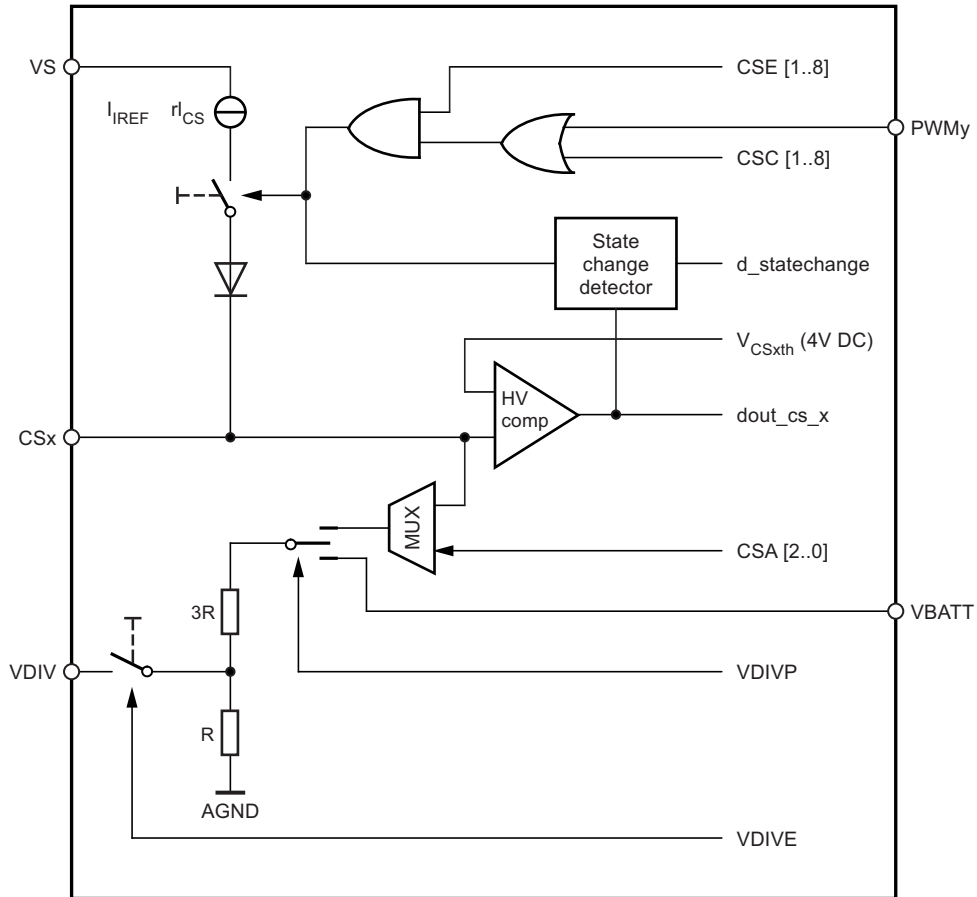 VS
CSE [1..8]
I_IREF rI_CS
PWMy
CSC [1..8]
State
change
detector
d_statechange
V_CSxth (4V DC)
HV
comp
dout_cs_x
CSx
MUX
CSA [2..0]
3R
VBATT
VDIV
VDIVP
R
AGND
VDIVE